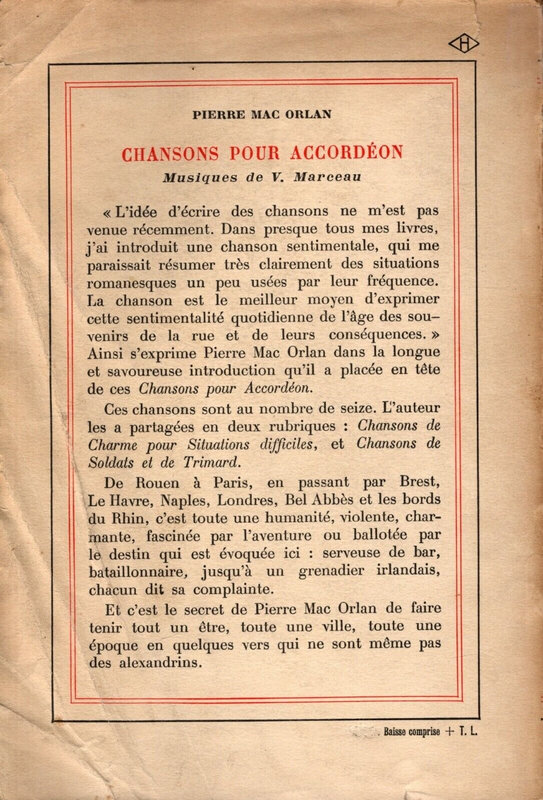 H
PIERRE MAC ORLAN
CHANSONS POUR ACCORDÉON
Musiques de V. Marceau
« L'idée d'écrire des chansons ne m'est pas
venue récemment. Dans presque tous mes livres,
j'ai introduit une chanson sentimentale, qui me
paraissait résumer très clairement des situations
romanesques un peu usées par leur fréquence.
La chanson est le meilleur moyen d'exprimer
cette sentimentalité quotidienne de l'âge des sou-
venirs de la rue et de leurs conséquences. »
Ainsi s'exprime Pierre Mac Orlan dans la longue
et savoureuse introduction qu'il a placée en tête
de ces Chansons pour Accordéon.
Ces chansons sont au nombre de seize. L'auteur
les a partagées en deux rubriques : Chansons de
Charme pour Situations difficiles, et Chansons de
Soldats et de Trimard.
De Rouen à Paris, en passant par Brest,
Le Havre, Naples, Londres, Bel Abbès et les bords
du Rhin, c'est toute une humanité, violente, char-
mante, fascinée par l'aventure ou ballotée par
le destin qui est évoquée ici : serveuse de bar,
bataillonnaire, jusqu'à un grenadier irlandais,
chacun dit sa complainte.
Et c'est le secret de Pierre Mac Orlan de faire
tenir tout un être, toute une ville, toute une
époque en quelques vers qui ne sont même pas
des alexandrins.
Baisse comprise + T. L.